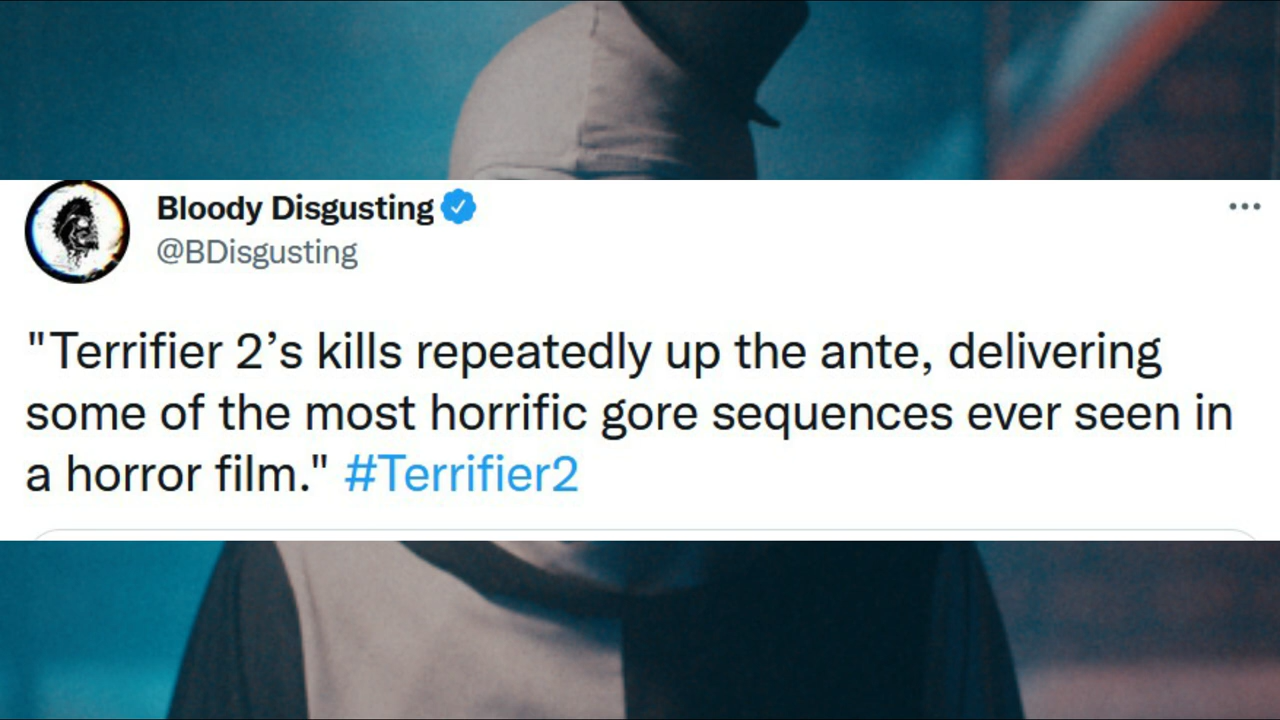 Bloody Disgusting
@BDisgusting
"Terrifier 2’s kills repeatedly up the ante, delivering
some of the most horrific gore sequences ever seen in
a horror film." #Terrifier2